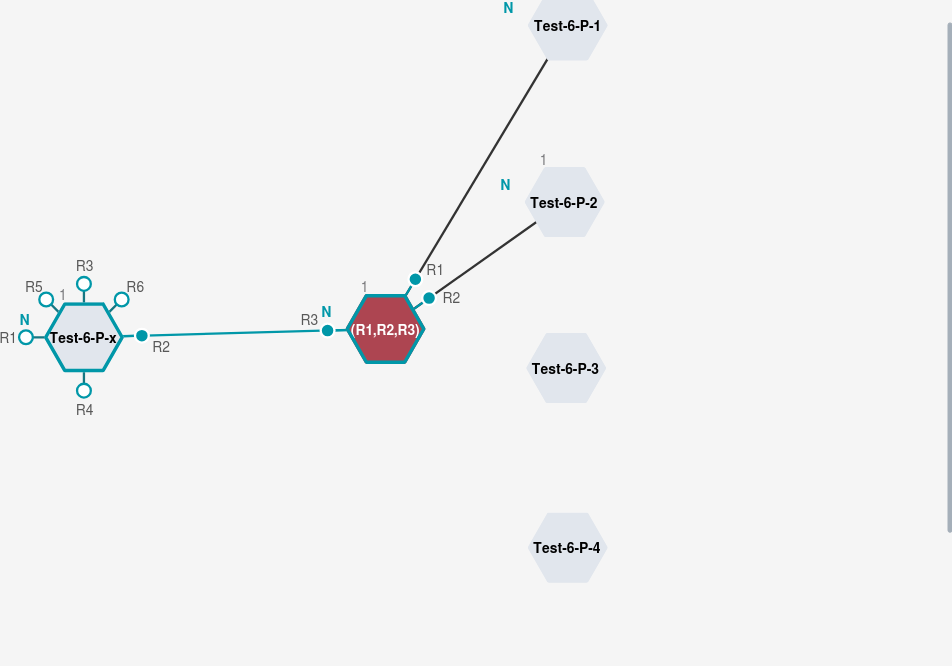 N
Test-6-P-1
1
N
Test-6-P-2
R3
R5
1
R6
N
R1
Test-6-P-x
R2
R4
1
R1
R2
N
R3
(R1,R2,R3)
Test-6-P-3
Test-6-P-4